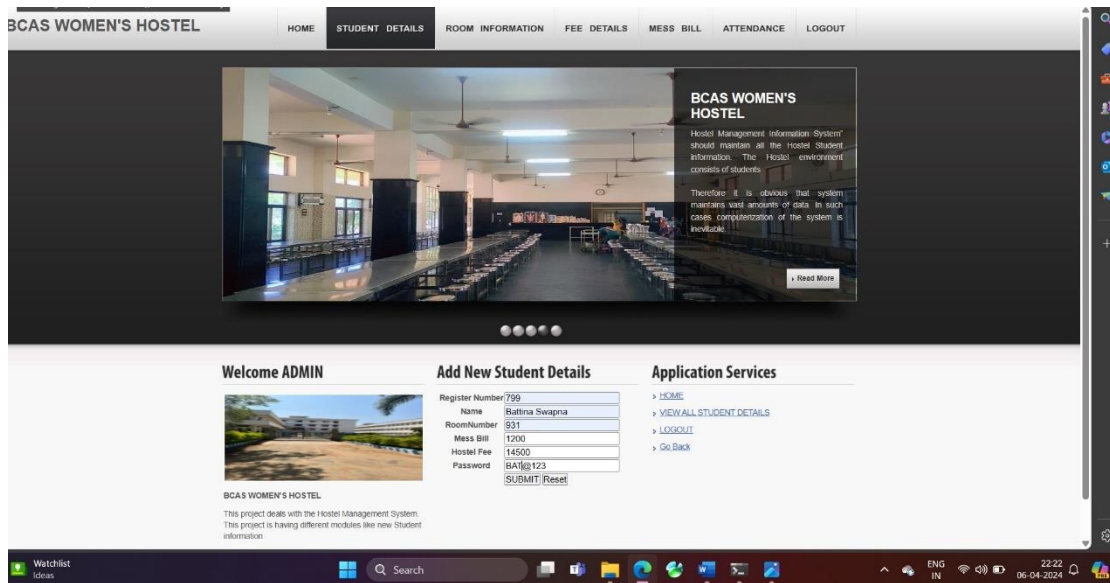 BCAS WOMEN'S HOSTEL
HOME
STUDENT DETAILS
ROOM INFORMATION
FEE DETAILS
MESS BILL
ATTENDANCE
LOGOUT
BCAS WOMEN'S
HOSTEL
Hostel Management Information System"
should maintain all the Hostel Student
Information. The Hostel environment
consists of students
Therefore it is obvious that system
maintains vast amounts of data. In such
cases computerization of the system is
inevitable.
› Read More
Welcome ADMIN
BCAS WOMEN'S HOSTEL
This project deals with the Hostel Management System.
This project is having different modules like new Student
information
Add New Student Details
Register Number 799
Name Battina Swapna
RoomNumber 931
Mess Bill 1200
Hostel Fee 14500
Password BAT@123
SUBMIT Reset
Application Services
› HOME
› VIEW ALL STUDENT DETAILS
› LOGOUT
› Go Back
Watchlist
Ideas
Search
ENG
IN
22:22
06-04-2024